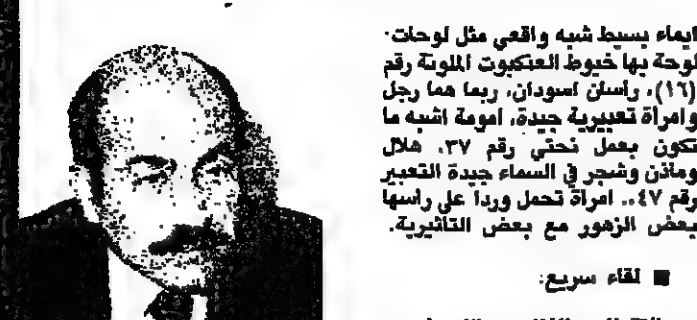 ايماء بسيط شبه واقعي مثل لوحات.
لوحة بها خيوط العنكبوت الملونة رقم
(١٦)، رأسان اسودان، ربما هما رجل
وامرأة تعبيرية جيدة، امومة اشبه ما
تكون بعمل نحتي رقم ٣٧. هلال
ومآذن وشجر في السماء جيدة التعبير
رقم ٤٧.. امرأة تحمل ورداً على رأسها
بعض الزهور مع بعض التأثيرية.
■ لقاء سريع: